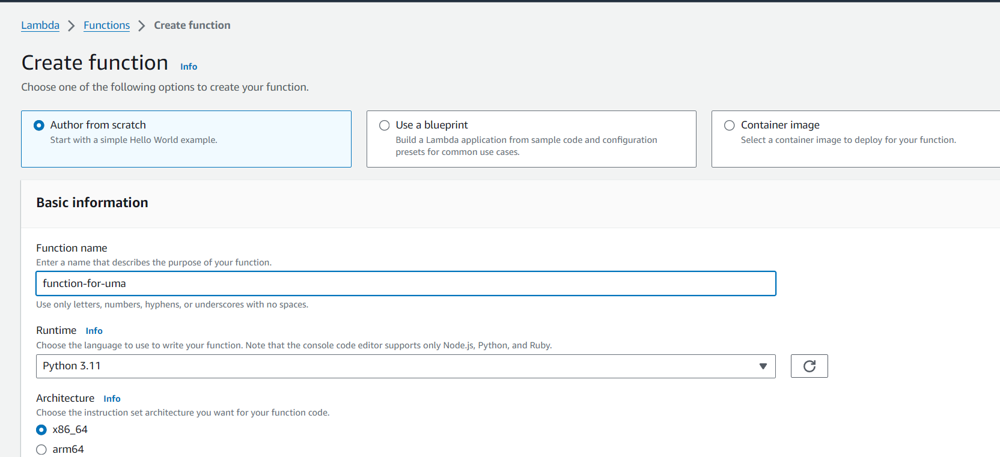 Lambda > Functions > Create function
Create function Info
Choose one of the following options to create your function.
Author from scratch
Start with a simple Hello World example.
Use a blueprint
Build a Lambda application from sample code and configuration
presets for common use cases.
Container image
Select a container image to deploy for your function.
Basic information
Function name
Enter a name that describes the purpose of your function.
function-for-uma
Use only letters, numbers, hyphens, or underscores with no spaces.
Runtime Info
Choose the language to use to write your function. Note that the console code editor supports only Node.js, Python, and Ruby.
Python 3.11
Architecture Info
Choose the instruction set architecture you want for your function code.
x86_64
arm64